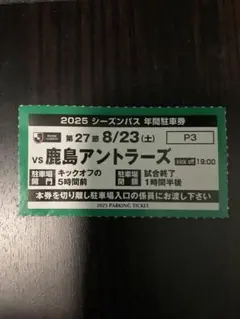 2025 シーズンパス 年間駐車券
第27節 8/23(土) P3
VS 鹿島アントラーズ kick off 19:00
駐車場開門 キックオフの5時間前 駐車場閉鎖 試合終了1時間半後
本券を切り離し駐車場入口の係員にお渡し下さい
2025 PARKING TICKET